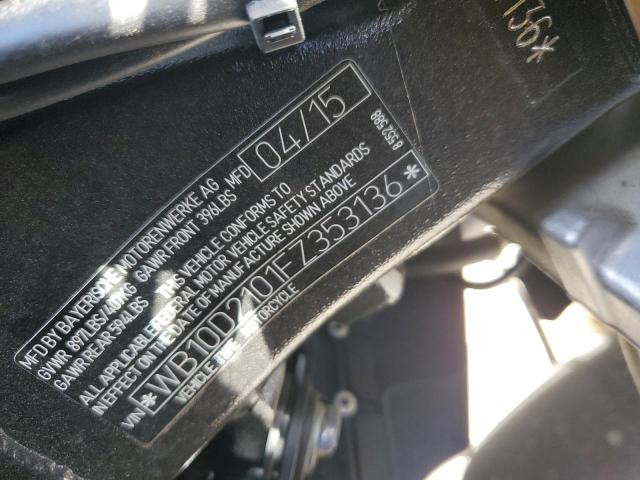 136*
MFD BY BAYERISCHE MOTORENWERKE AG
GVWR 897LBS/407KG GAWR FRONT 396LBS MFD 04/15
GAWR REAR 594LBS
8 552 588
THIS VEHICLE CONFORMS TO
ALL APPLICABLE FEDERAL MOTOR VEHICLE SAFETY STANDARDS
IN EFFECT ON THE DATE OF MANUFACTURE SHOWN ABOVE
VIN *WB10D2101FZ353136*
VEHICLE TYPE MOTORCYCLE